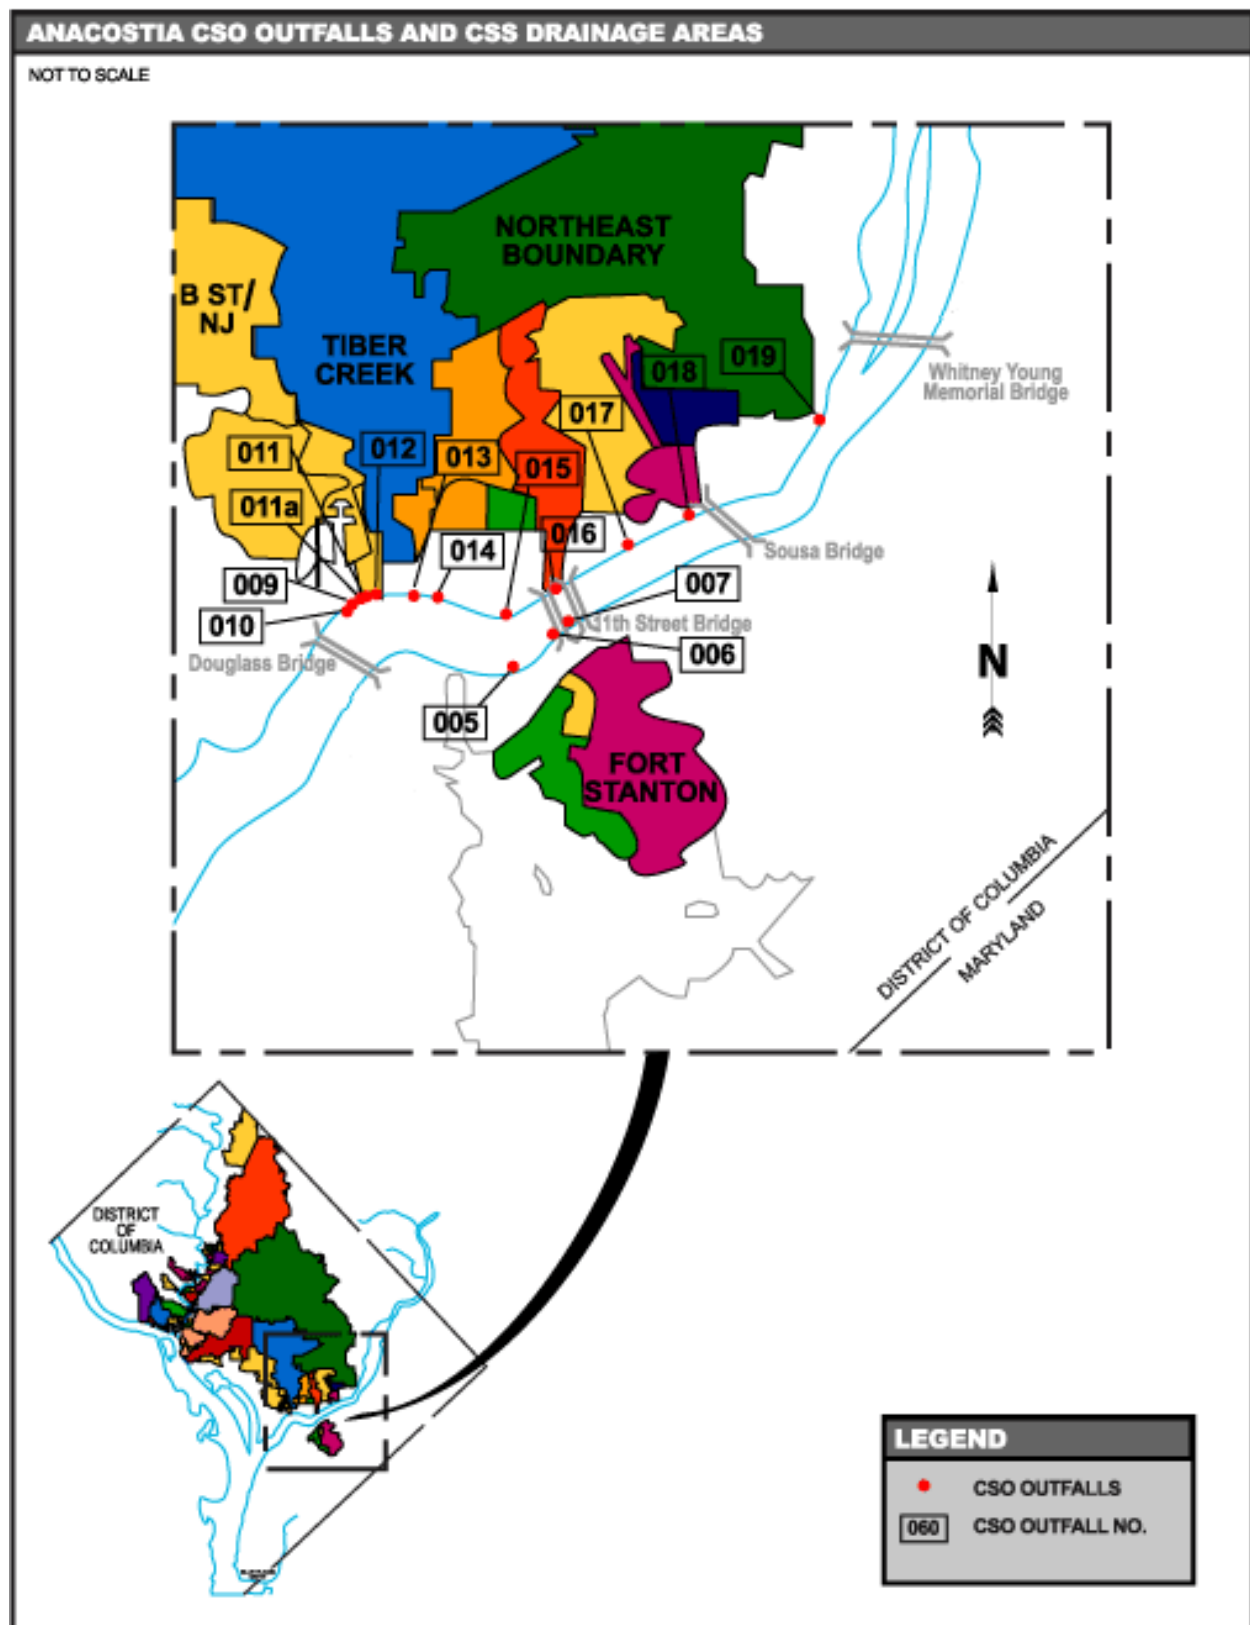 ANACOSTIA CSO OUTFALLS AND CSS DRAINAGE AREAS
NOT TO SCALE
NORTHEAST
BOUNDARY
B ST/
NJ
TIBER
CREEK
019
018
Whitney Young
Memorial Bridge
017
011
012
013
015
011a
016
014
Sousa Bridge
009
007
010
11th Street Bridge
006
Douglass Bridge
N
005
FORT
STANTON
DISTRICT OF COLUMBIA
MARYLAND
DISTRICT
OF
COLUMBIA
LEGEND
CSO OUTFALLS
060 CSO OUTFALL NO.